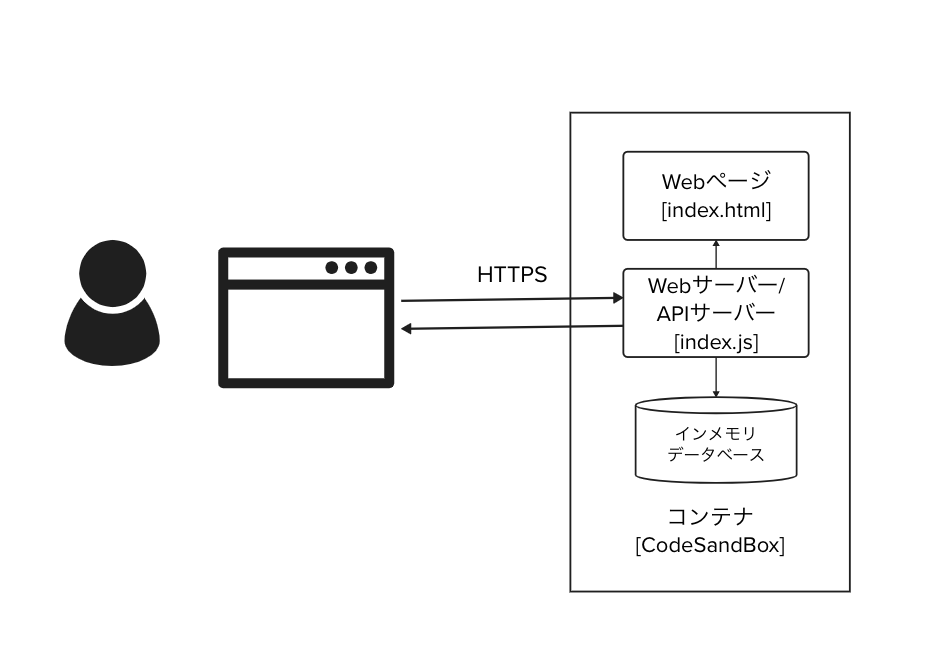 HTTPS
Webページ
[index.html]
Webサーバー/
APIサーバー
[index.js]
インメモリ
データベース
コンテナ
[CodeSandBox]